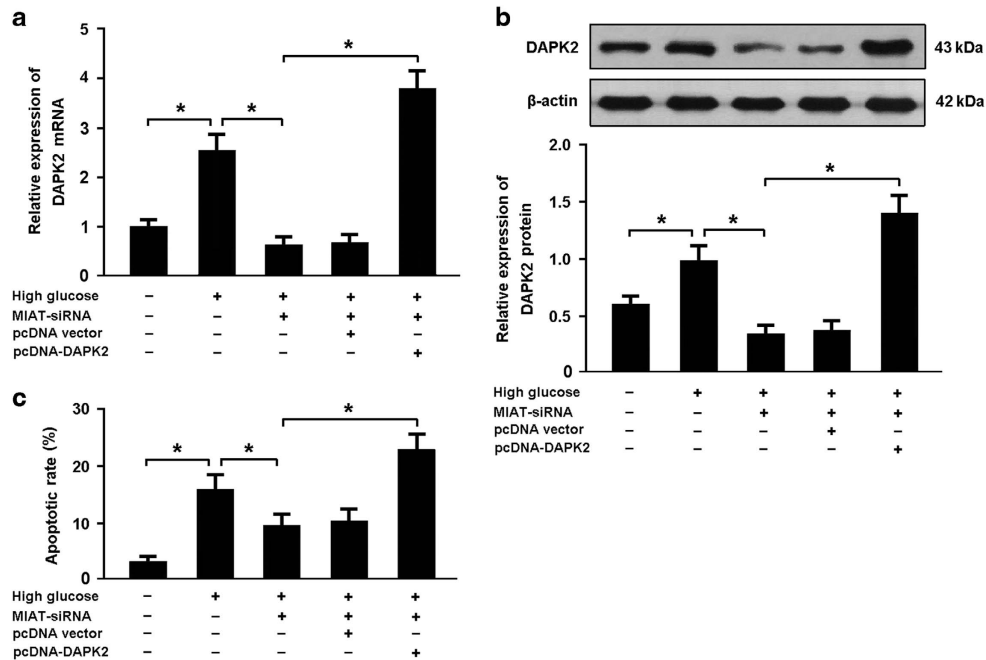 a
Relative expression of
DAPK2 mRNA
5
4
3
2
1
0
*
*
*
High glucose – + + + +
MIAT-siRNA – – + + +
pcDNA vector – – – + –
pcDNA-DAPK2 – – – – +
b
DAPK2 43 kDa
β-actin 42 kDa
Relative expression of
DAPK2 protein
2.0
1.5
1.0
0.5
0
*
*
*
High glucose – + + + +
MIAT-siRNA – – + + +
pcDNA vector – – – + –
pcDNA-DAPK2 – – – – +
c
Apoptotic rate (%)
30
20
10
0
*
*
*
High glucose – + + + +
MIAT-siRNA – – + + +
pcDNA vector – – – + –
pcDNA-DAPK2 – – – – +